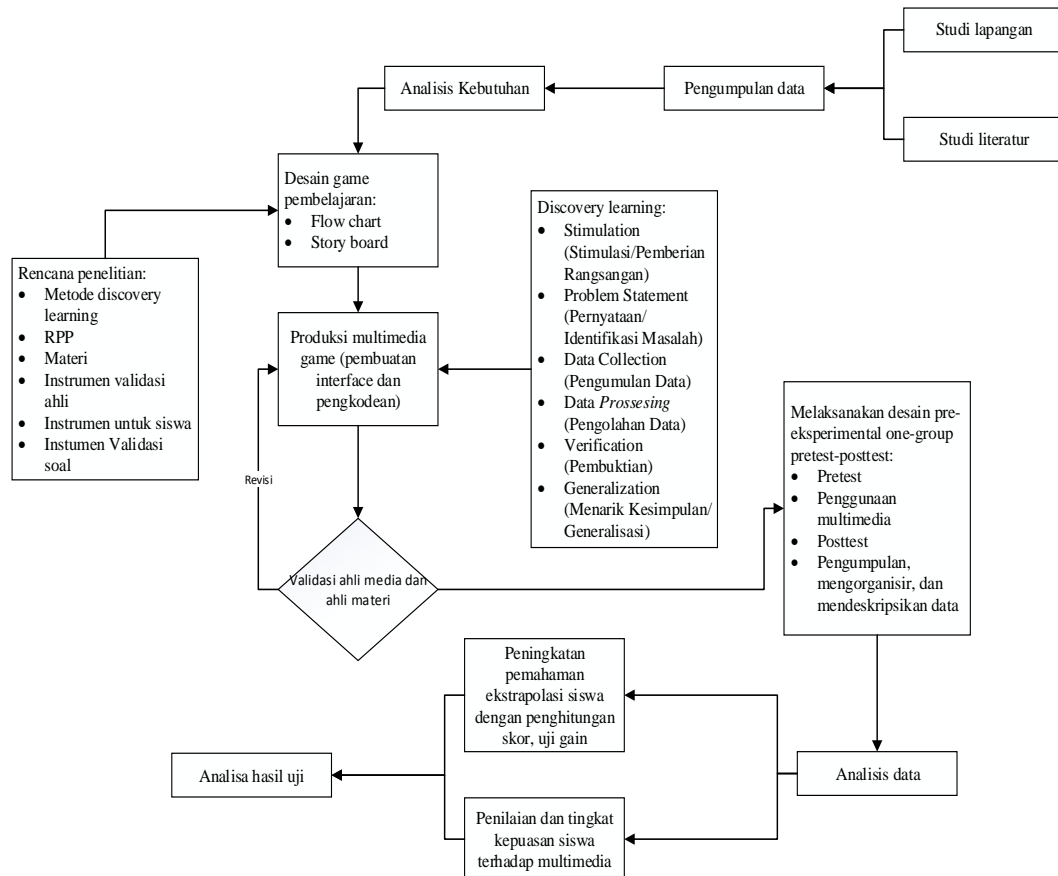 Studi lapangan
Analisis Kebutuhan
Pengumpulan data
Studi literatur
Desain game
pembelajaran:
• Flow chart
• Story board
Rencana penelitian:
• Metode discovery
learning
• RPP
• Materi
• Instrumen validasi
ahli
• Instrumen untuk siswa
• Instumen Validasi
soal
Produksi multimedia
game (pembuatan
interface dan
pengkodean)
Discovery learning:
• Stimulation
(Stimulasi/Pemberian
Rangsangan)
• Problem Statement
(Pernyataan/
Identifikasi Masalah)
• Data Collection
(Pengumulan Data)
• Data Prossesing
(Pengolahan Data)
• Verification
(Pembuktian)
• Generalization
(Menarik Kesimpulan/
Generalisasi)
Revisi
Validasi ahli media dan
ahli materi
Melaksanakan desain pre-
eksperimental one-group
pretest-posttest:
• Pretest
• Penggunaan
multimedia
• Posttest
• Pengumpulan,
mengorganisir, dan
mendeskripsikan data
Peningkatan
pemahaman
ekstrapolasi siswa
dengan penghitungan
skor, uji gain
Analisa hasil uji
Analisis data
Penilaian dan tingkat
kepuasan siswa
terhadap multimedia